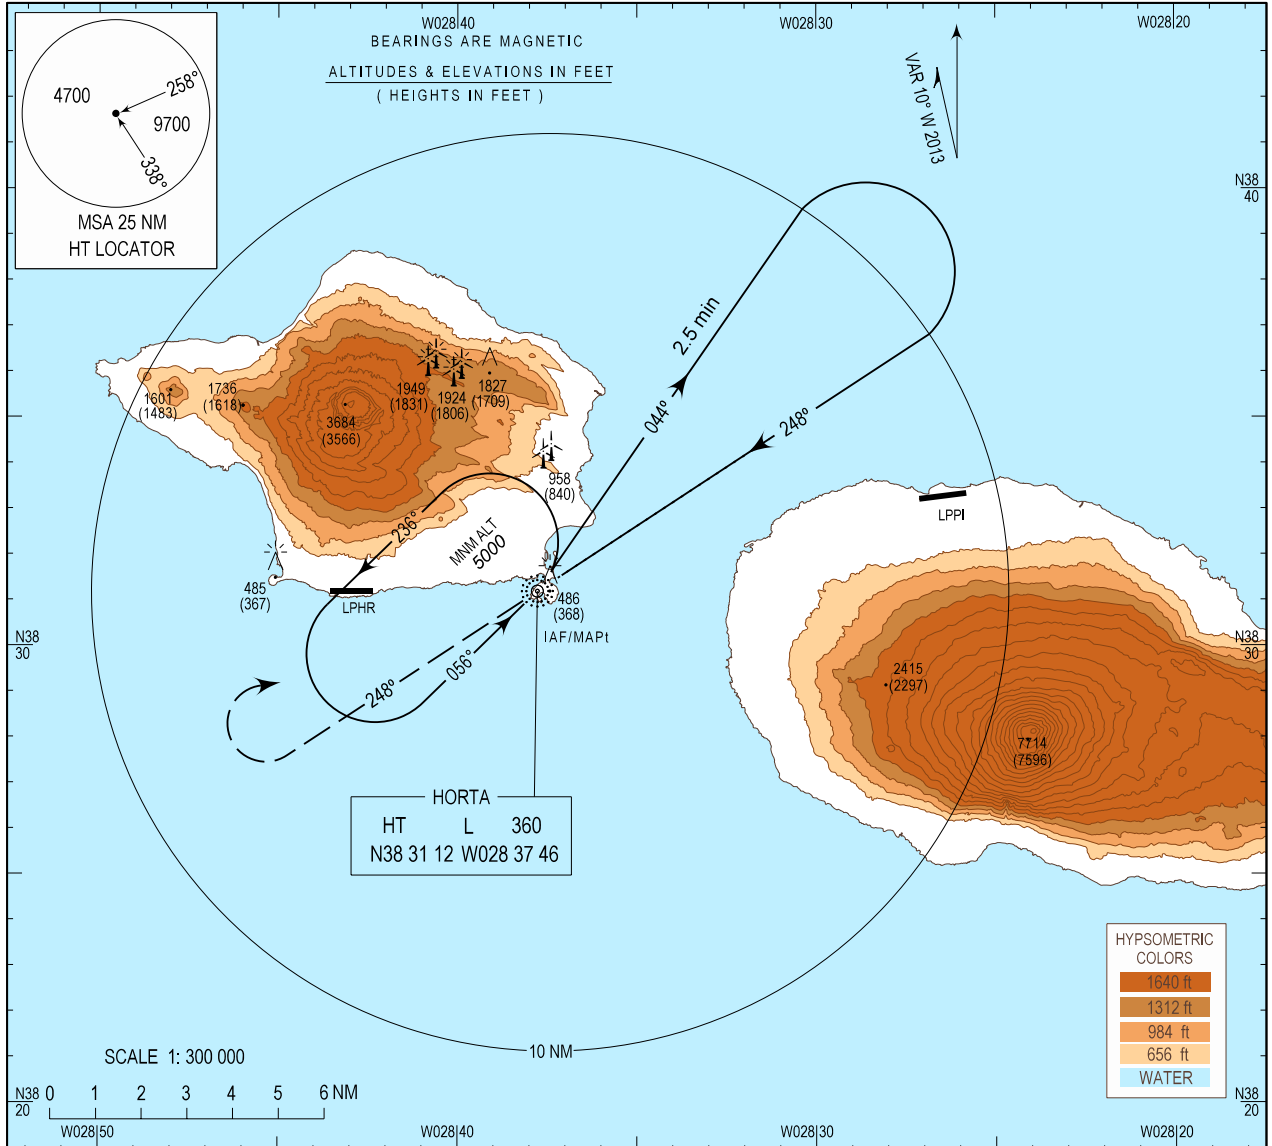 W028 40
W028 30
W028 20
BEARINGS ARE MAGNETIC
ALTITUDES & ELEVATIONS IN FEET
( HEIGHTS IN FEET )
4700
258°
9700
338°
MSA 25 NM
HT LOCATOR
VAR 10° W 2013
N38
40
2.5 min
044°
248º
1601
(1483)
1736
(1618)
3684
(3566)
1949
(1831)
1924
(1806)
1827
(1709)
958
(840)
236°
MNM ALT
5000
LPPI
485
(367)
LPHR
486
(368)
IAF/MAPt
N38
30
N38
30
056°
248º
2415
(2297)
7714
(7596)
HORTA
HT L 360
N38 31 12 W028 37 46
HYPSOMETRIC
COLORS
1640 ft
1312 ft
984 ft
656 ft
WATER
10 NM
SCALE 1: 300 000
0 1 2 3 4 5 6 NM
N38
20
N38
20
W028 50
W028 40
W028 30
W028 20